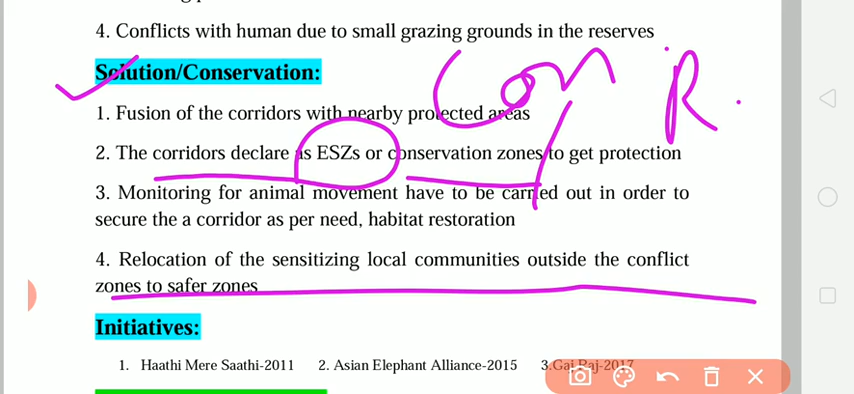 4. Conflicts with human due to small grazing grounds in the reserves
Solution/Conservation:
1. Fusion of the corridors with nearby protected areas
2. The corridors declare as ESZs or conservation zones to get protection
3. Monitoring for animal movement have to be carried out in order to
secure the a corridor as per need, habitat restoration
4. Relocation of the sensitizing local communities outside the conflict
zones to safer zones
Initiatives:
1. Haathi Mere Saathi-2011 2. Asian Elephant Alliance-2015 3.Gaj Raj-2017
Con R.